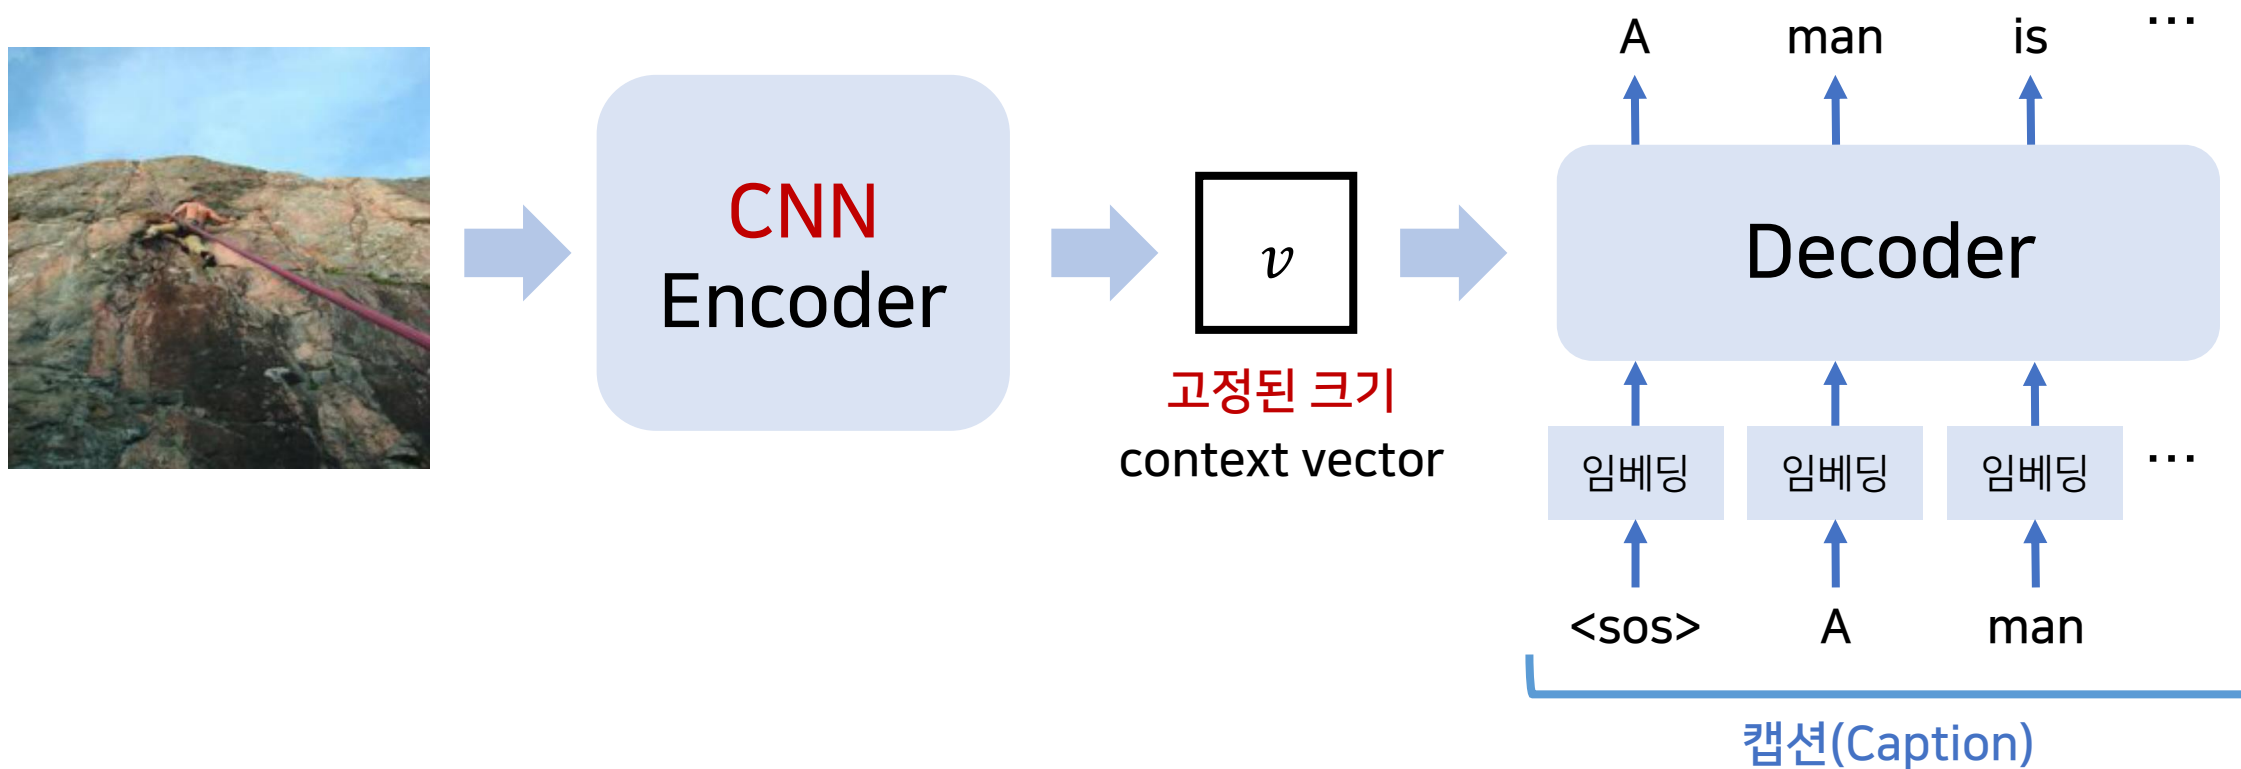 A man is ...
CNN
Encoder
v
Decoder
고정된 크기
context vector
임베딩 임베딩 임베딩 ...
<sos> A man
캡션(Caption)